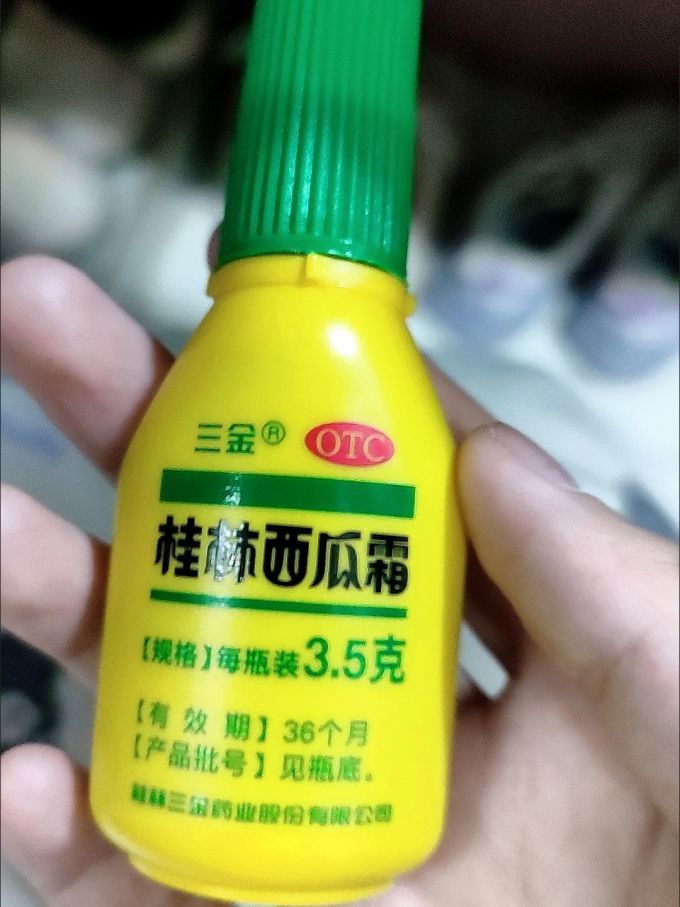 三金® OTC
桂林西瓜霜
【规格】每瓶装3.5克
【有效期】36个月
【产品批号】见瓶底。
桂林三金药业股份有限公司